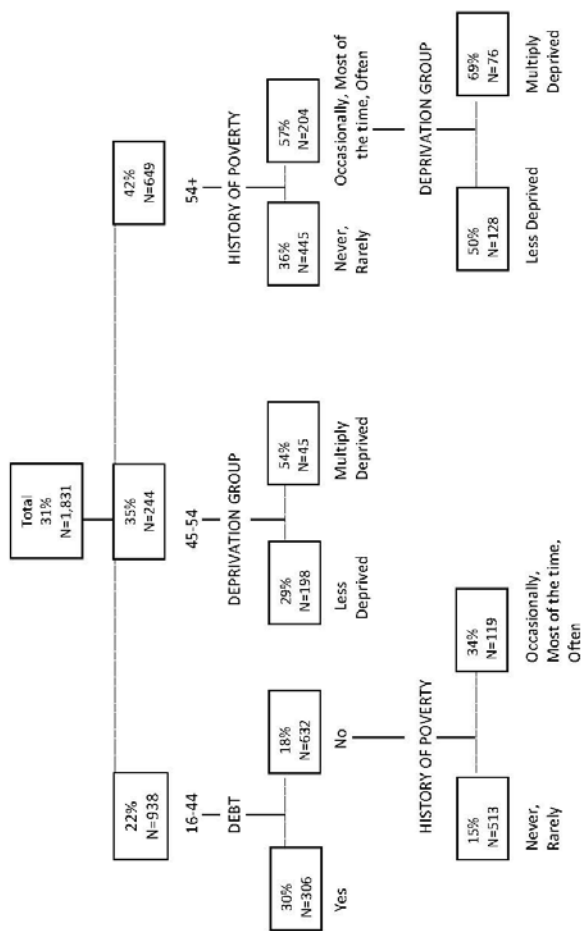 Total
31%
N=1,831
22%
N=938
35%
N=244
42%
N=649
16-44
45-54
54+
DEBT
DEPRIVATION GROUP
HISTORY OF POVERTY
30%
N=306
18%
N=632
29%
N=198
54%
N=45
36%
N=445
57%
N=204
Yes
No
Less
Deprived
Multiply
Deprived
Never,
Rarely
Occasionally, Most of
the time, Often
HISTORY OF POVERTY
DEPRIVATION GROUP
15%
N=513
34%
N=119
50%
N=128
69%
N=76
Never,
Rarely
Occasionally,
Most of the time,
Often
Less Deprived
Multiply
Deprived